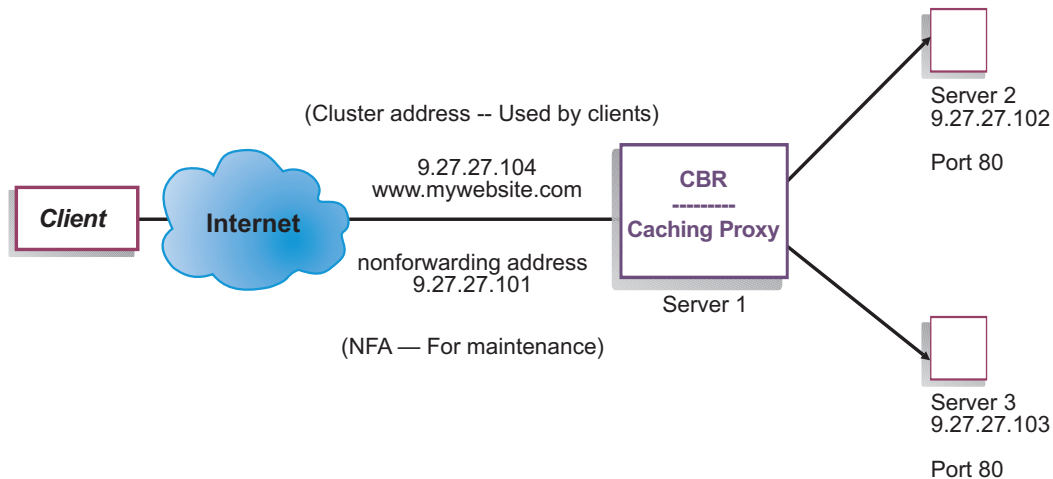 Client
Internet
(Cluster address -- Used by clients)
9.27.27.104
www.mywebsite.com
nonforwarding address
9.27.27.101
(NFA — For maintenance)
CBR
---------
Caching Proxy
Server 1
Server 2
9.27.27.102
Port 80
Server 3
9.27.27.103
Port 80